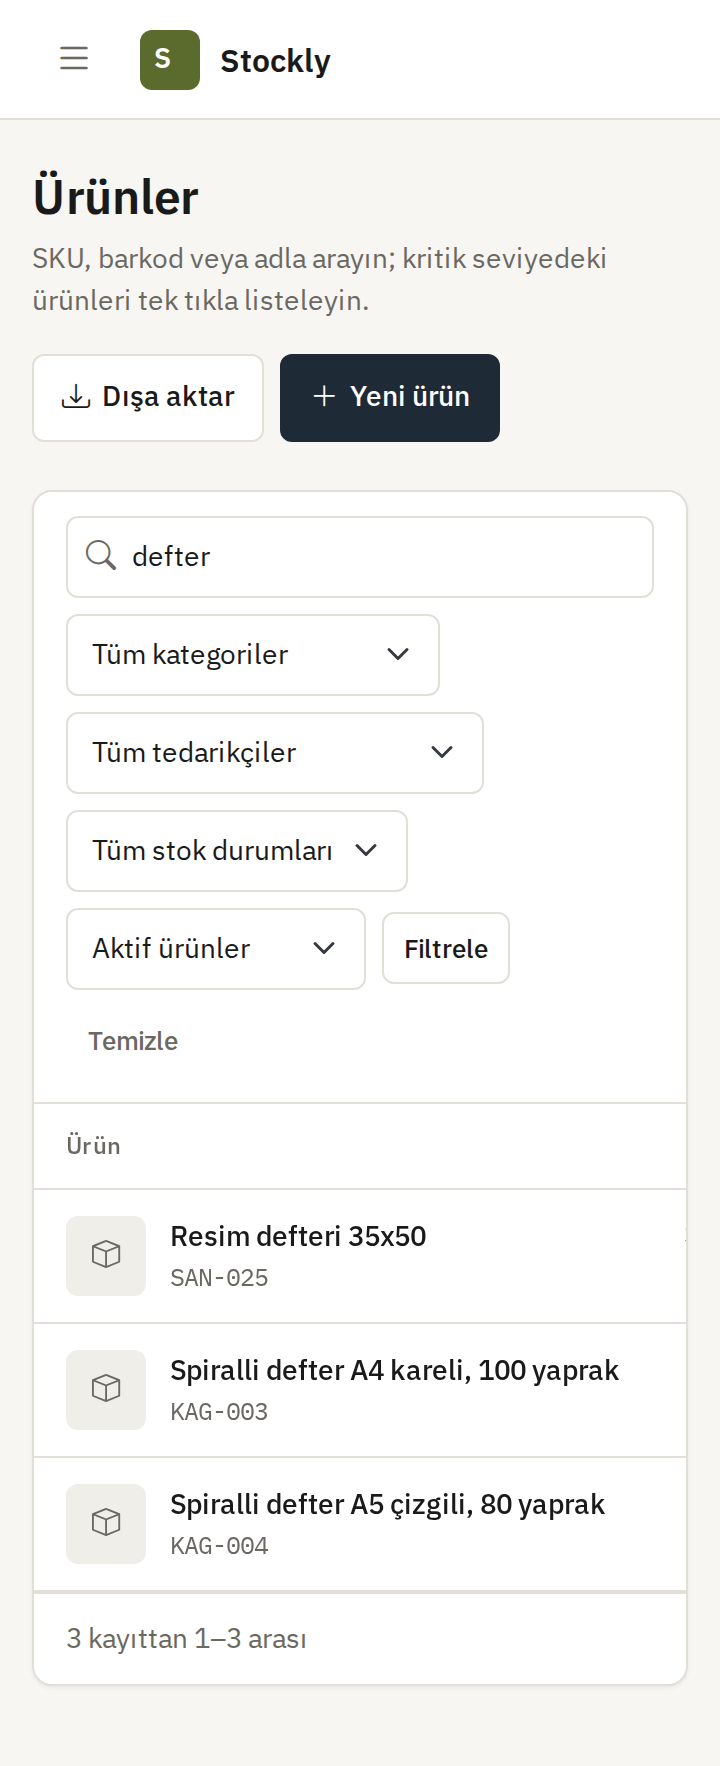 S
Stockly
Ürünler
SKU, barkod veya adla arayın; kritik seviyedeki
ürünleri tek tıkla listeleyin.
Dışa aktar
Yeni ürün
defter
Tüm kategoriler
Tüm tedarikçiler
Tüm stok durumları
Aktif ürünler
Filtrele
Temizle
Ürün
Resim defteri 35x50
SAN-025
Spiralli defter A4 kareli, 100 yaprak
KAG-003
Spiralli defter A5 çizgili, 80 yaprak
KAG-004
3 kayıttan 1–3 arası